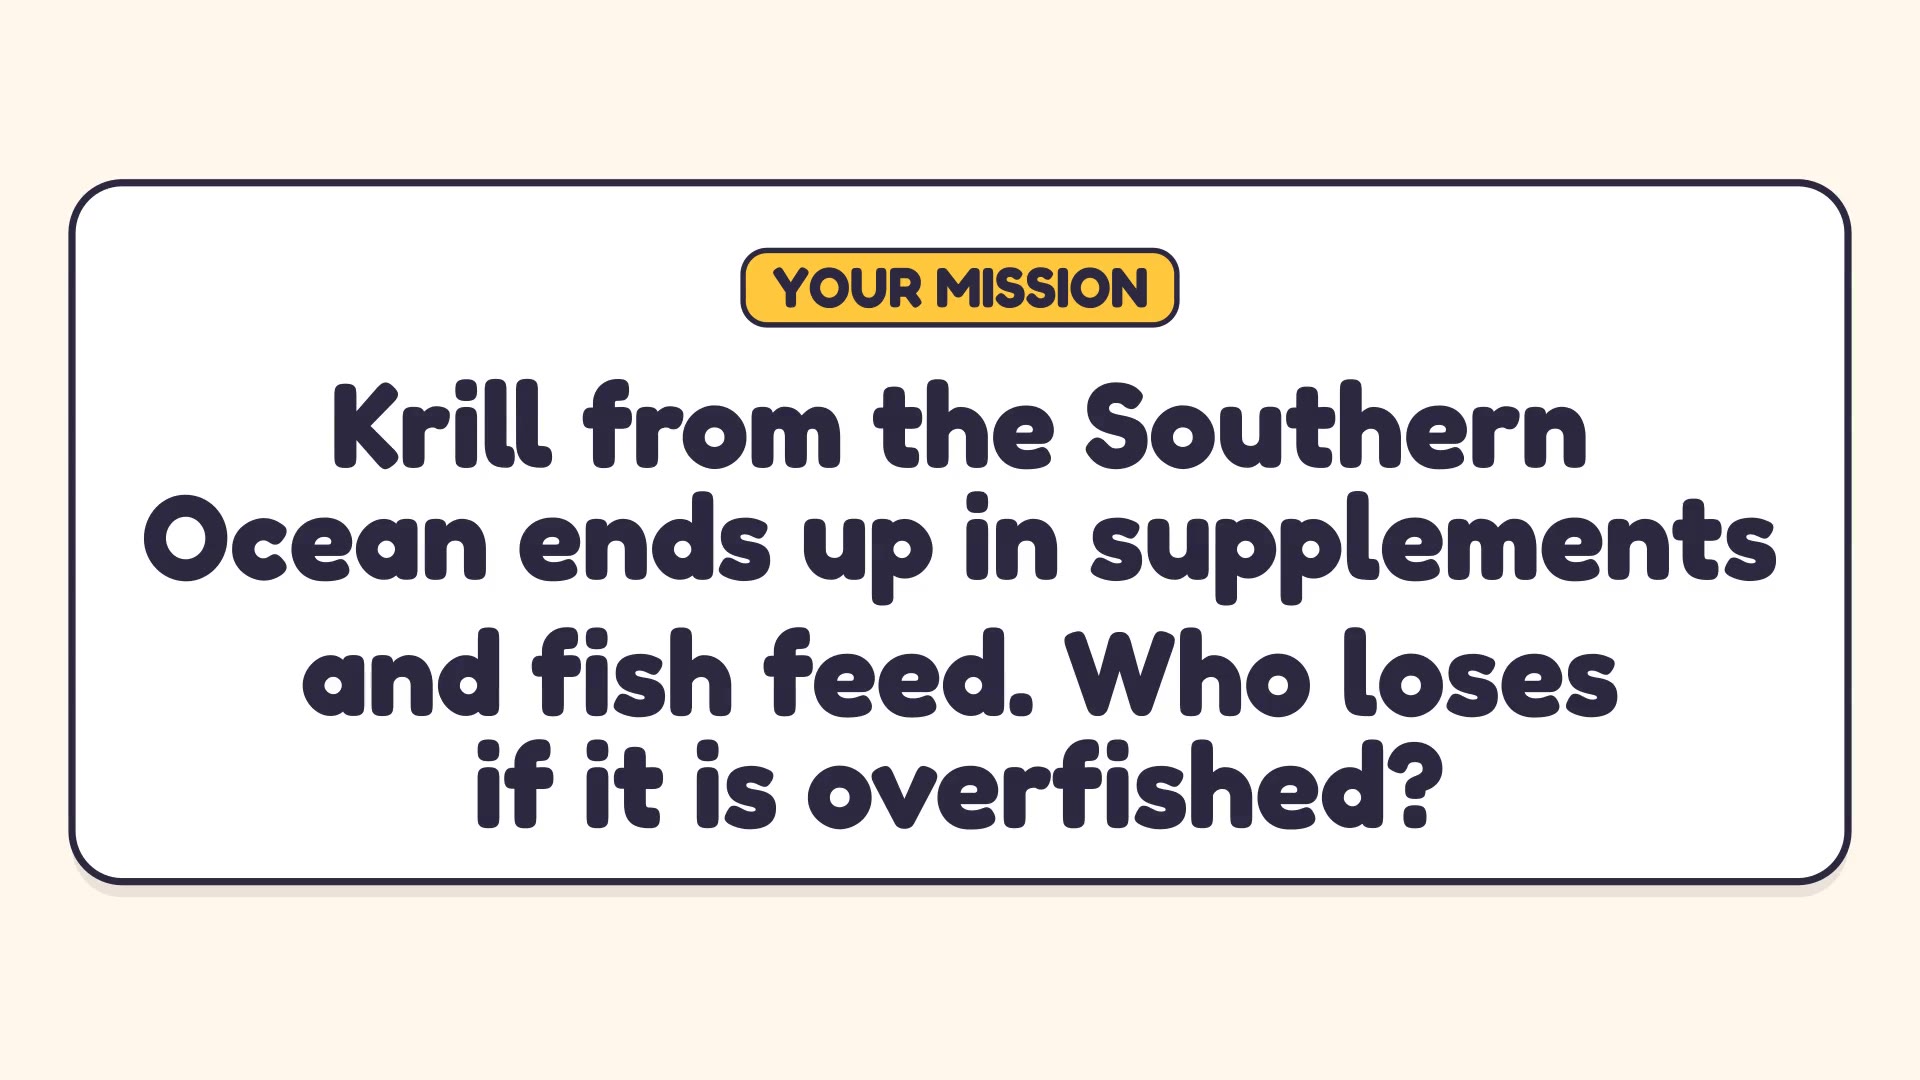 YOUR MISSION
Krill from the Southern
Ocean ends up in supplements
and fish feed. Who loses
if it is overfished?